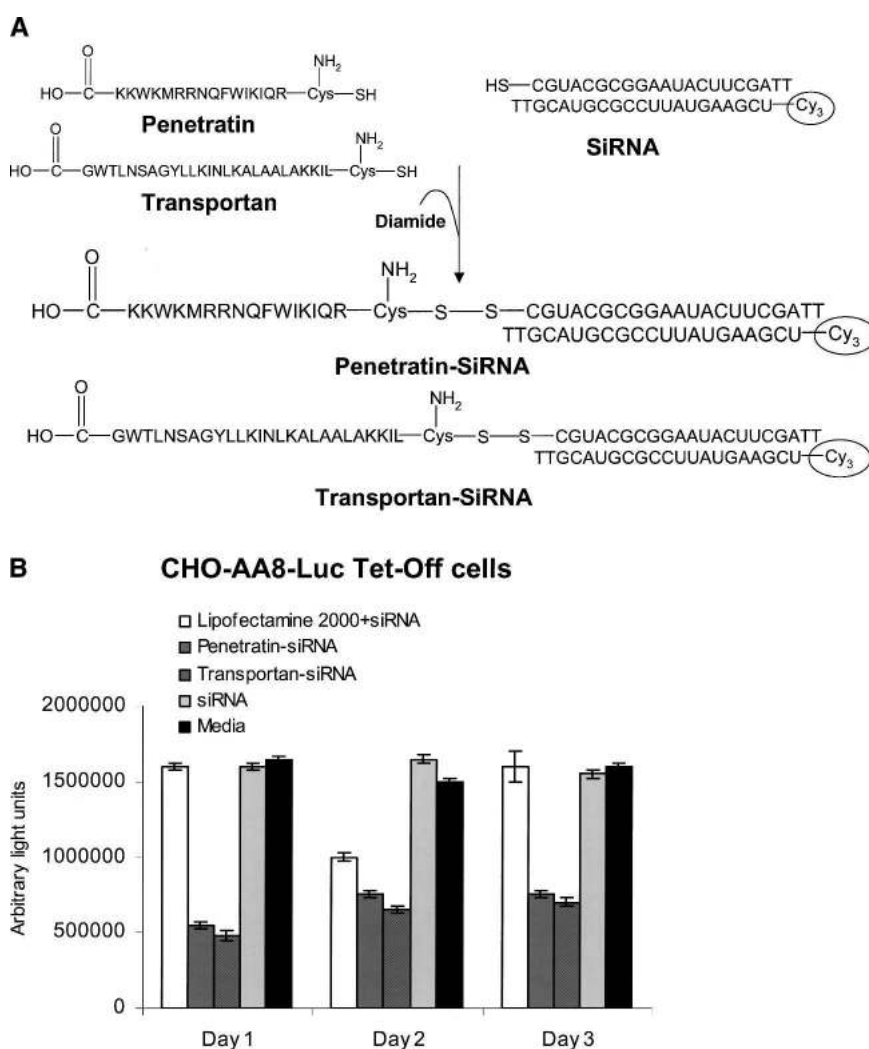 A
O
NH2
HO—C—KKWKMRRNQFWIKIQR—Cys—SH
Penetratin
O
NH2
HO—C—GWTLNSAGYLLKINLKALAALAKKIL—Cys—SH
Transportan
HS—CGUACGCGGAAUACUUCGATT
TTGCAUGCGCCUUAUGAAGCU—Cy3
SiRNA
Diamide
O
NH2
HO—C—KKWKMRRNQFWIKIQR—Cys—S—S—CGUACGCGGAAUACUUCGATT
TTGCAUGCGCCUUAUGAAGCU—Cy3
Penetratin-SiRNA
O
NH2
HO—C—GWTLNSAGYLLKINLKALAALAKKIL—Cys—S—S—CGUACGCGGAAUACUUCGATT
TTGCAUGCGCCUUAUGAAGCU—Cy3
Transportan-SiRNA
B
CHO-AA8-Luc Tet-Off cells
Lipofectamine 2000+siRNA
Penetratin-siRNA
Transportan-siRNA
siRNA
Media
Arbitrary light units
2000000
1500000
1000000
500000
0
Day 1
Day 2
Day 3